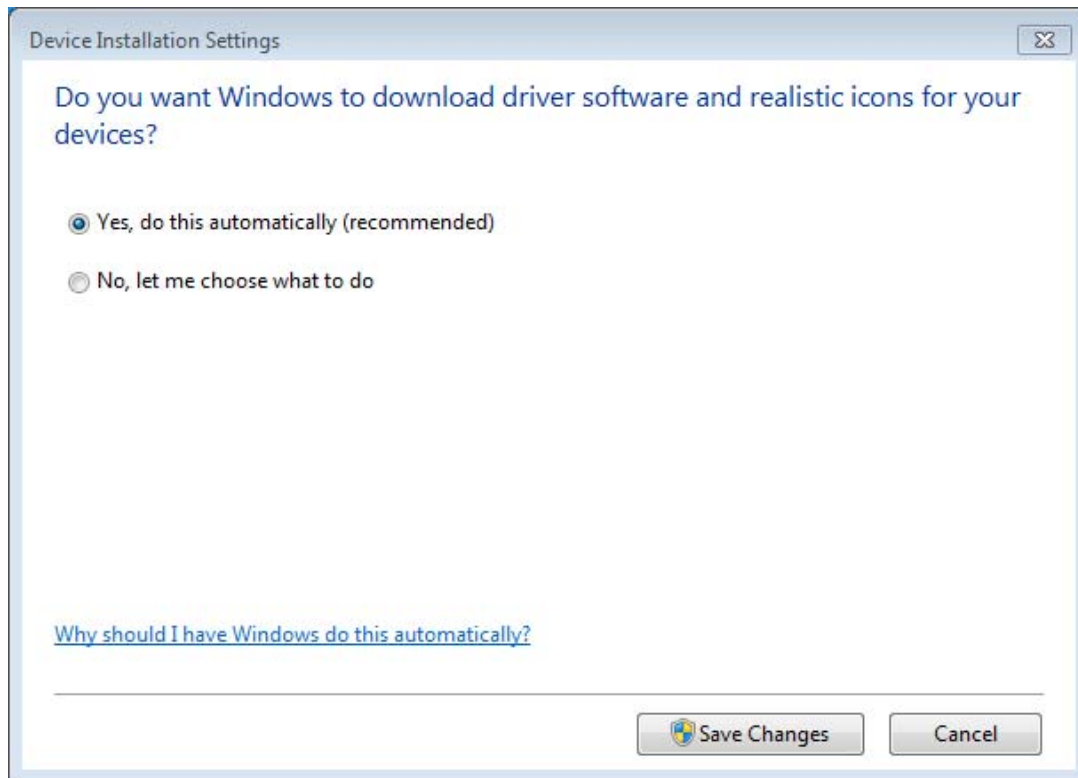 Device Installation Settings
Do you want Windows to download driver software and realistic icons for your
devices?
Yes, do this automatically (recommended)
No, let me choose what to do
Why should I have Windows do this automatically?
Save Changes
Cancel